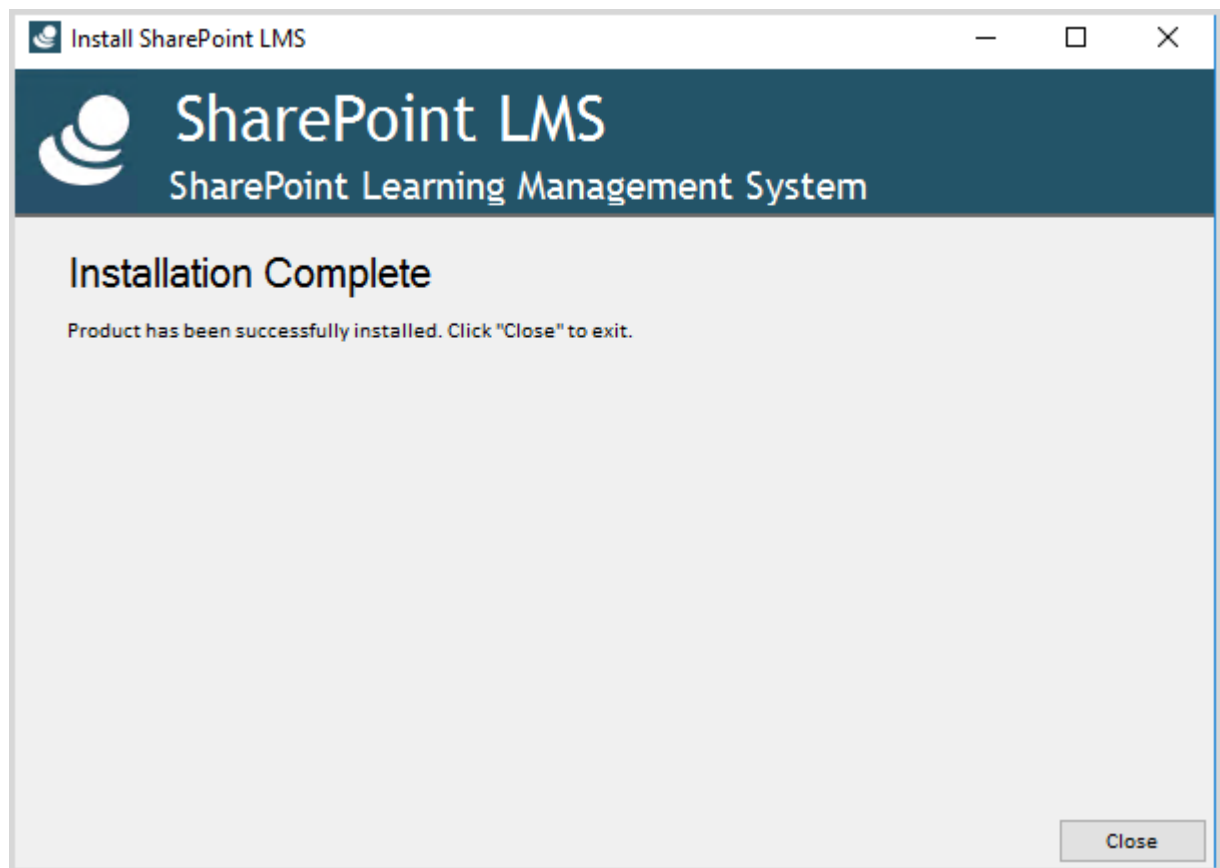 Install SharePoint LMS
SharePoint LMS
SharePoint Learning Management System
Installation Complete
Product has been successfully installed. Click "Close" to exit.
Close